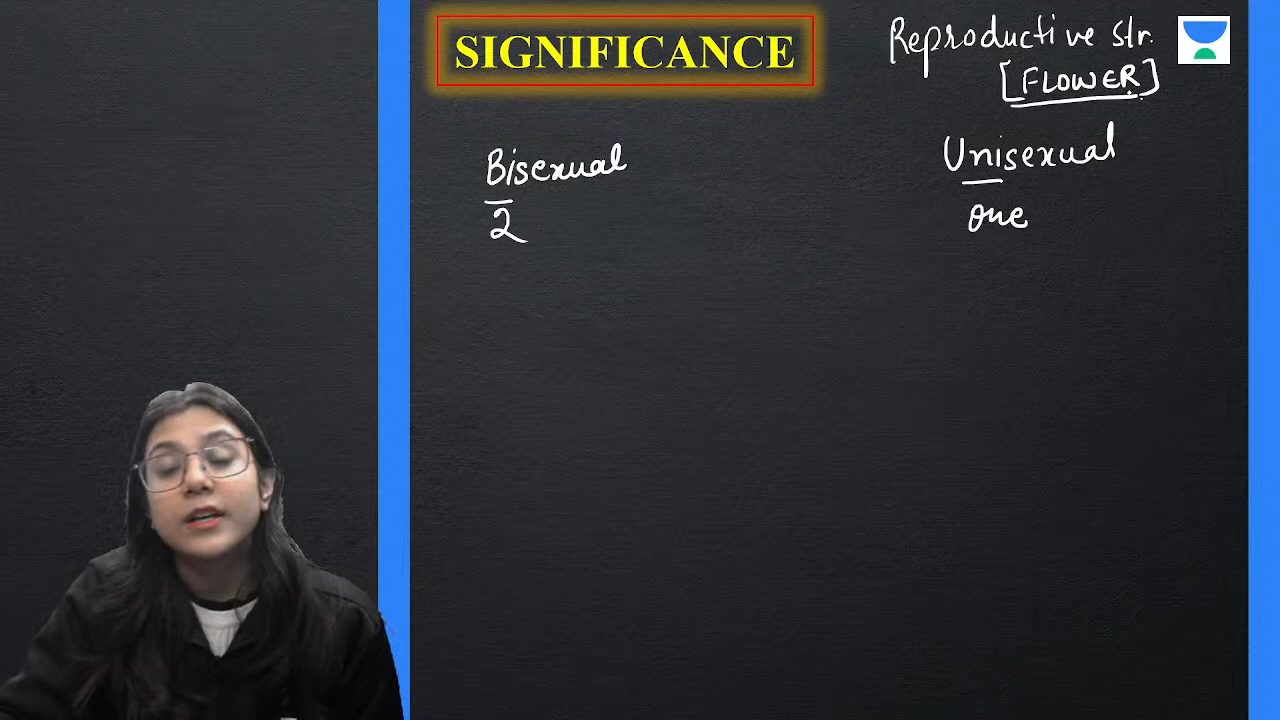 SIGNIFICANCE
Reproductive Str.
[FLOWER]
Bisexual
2
Unisexual
one